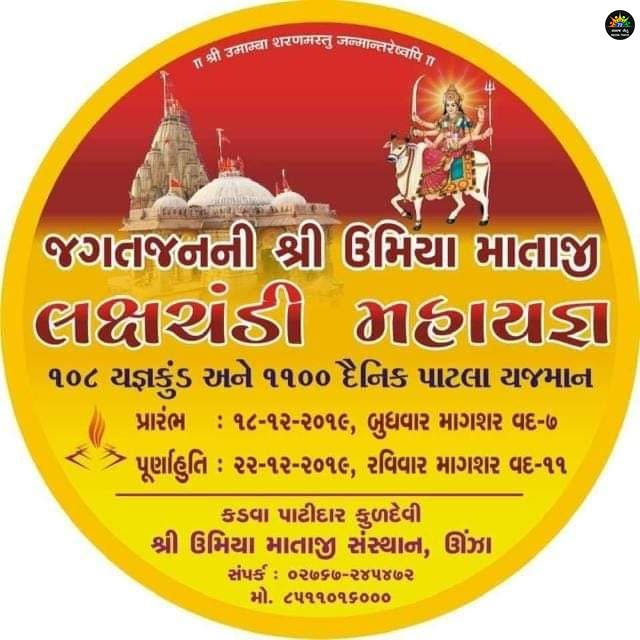 ॥ श्री उमाम्बा शरणमस्तु जन्मान्तरेष्वपि ॥
જગતજનની શ્રી ઉમિયા માતાજી
લક્ષચંડી મહાયજ્ઞ
૧૦૮ યજ્ઞકુંડ અને ૧૧૦૦ દૈનિક પાટલા યજમાન
પ્રારંભ : ૧૮-૧૨-૨૦૧૯, બુધવાર માગશર વદ-૭
પૂર્ણાહુતિ : ૨૨-૧૨-૨૦૧૯, રવિવાર માગશર વદ-૧૧
કડવા પાટીદાર કુળદેવી
શ્રી ઉમિયા માતાજી સંસ્થાન, ઊંઝા
સંપર્ક : ૦૨૭૬૭-૨૪૫૪૭૨
મો. ૮૫૧૧૦૧૬૦૦૦